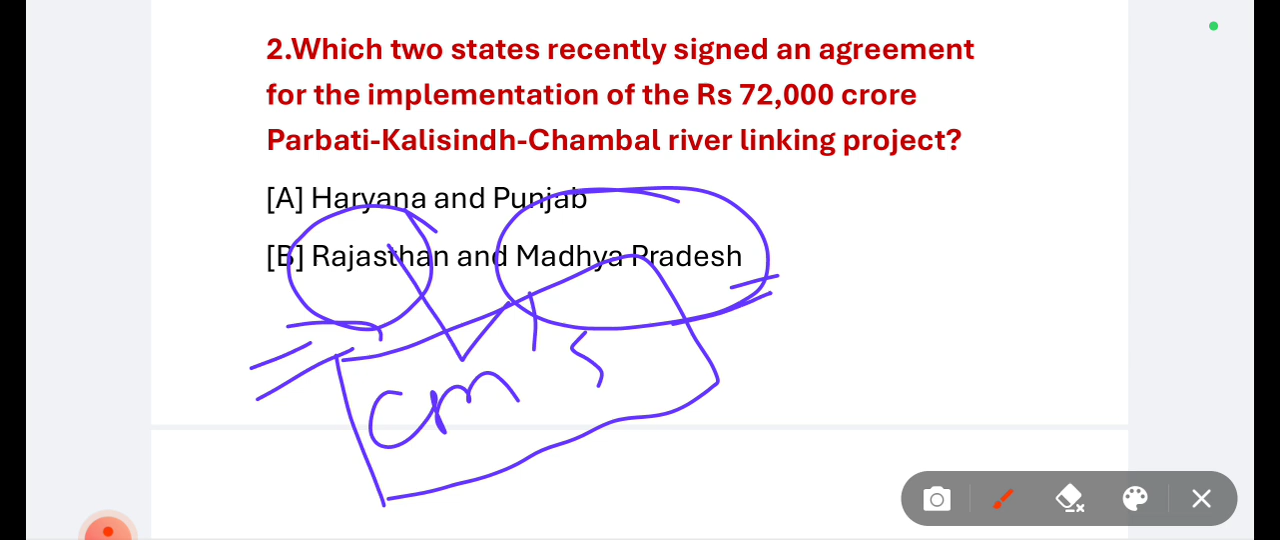 2.Which two states recently signed an agreement
for the implementation of the Rs 72,000 crore
Parbati-Kalisindh-Chambal river linking project?
[A] Haryana and Punjab
[B] Rajasthan and Madhya Pradesh
CM's